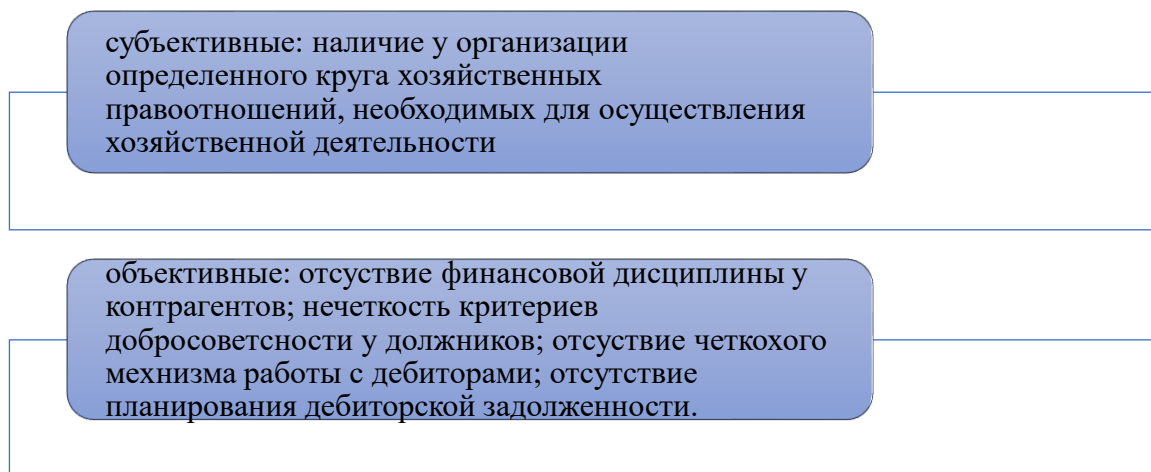 субъективные: наличие у организации
определенного круга хозяйственных
правоотношений, необходимых для осуществления
хозяйственной деятельности
объективные: отсуствие финансовой дисциплины у
контрагентов; нечеткость критериев
добросоветсности у должников; отсуствие четкохого
мехнизма работы с дебиторами; отсутствие
планирования дебиторской задолженности.